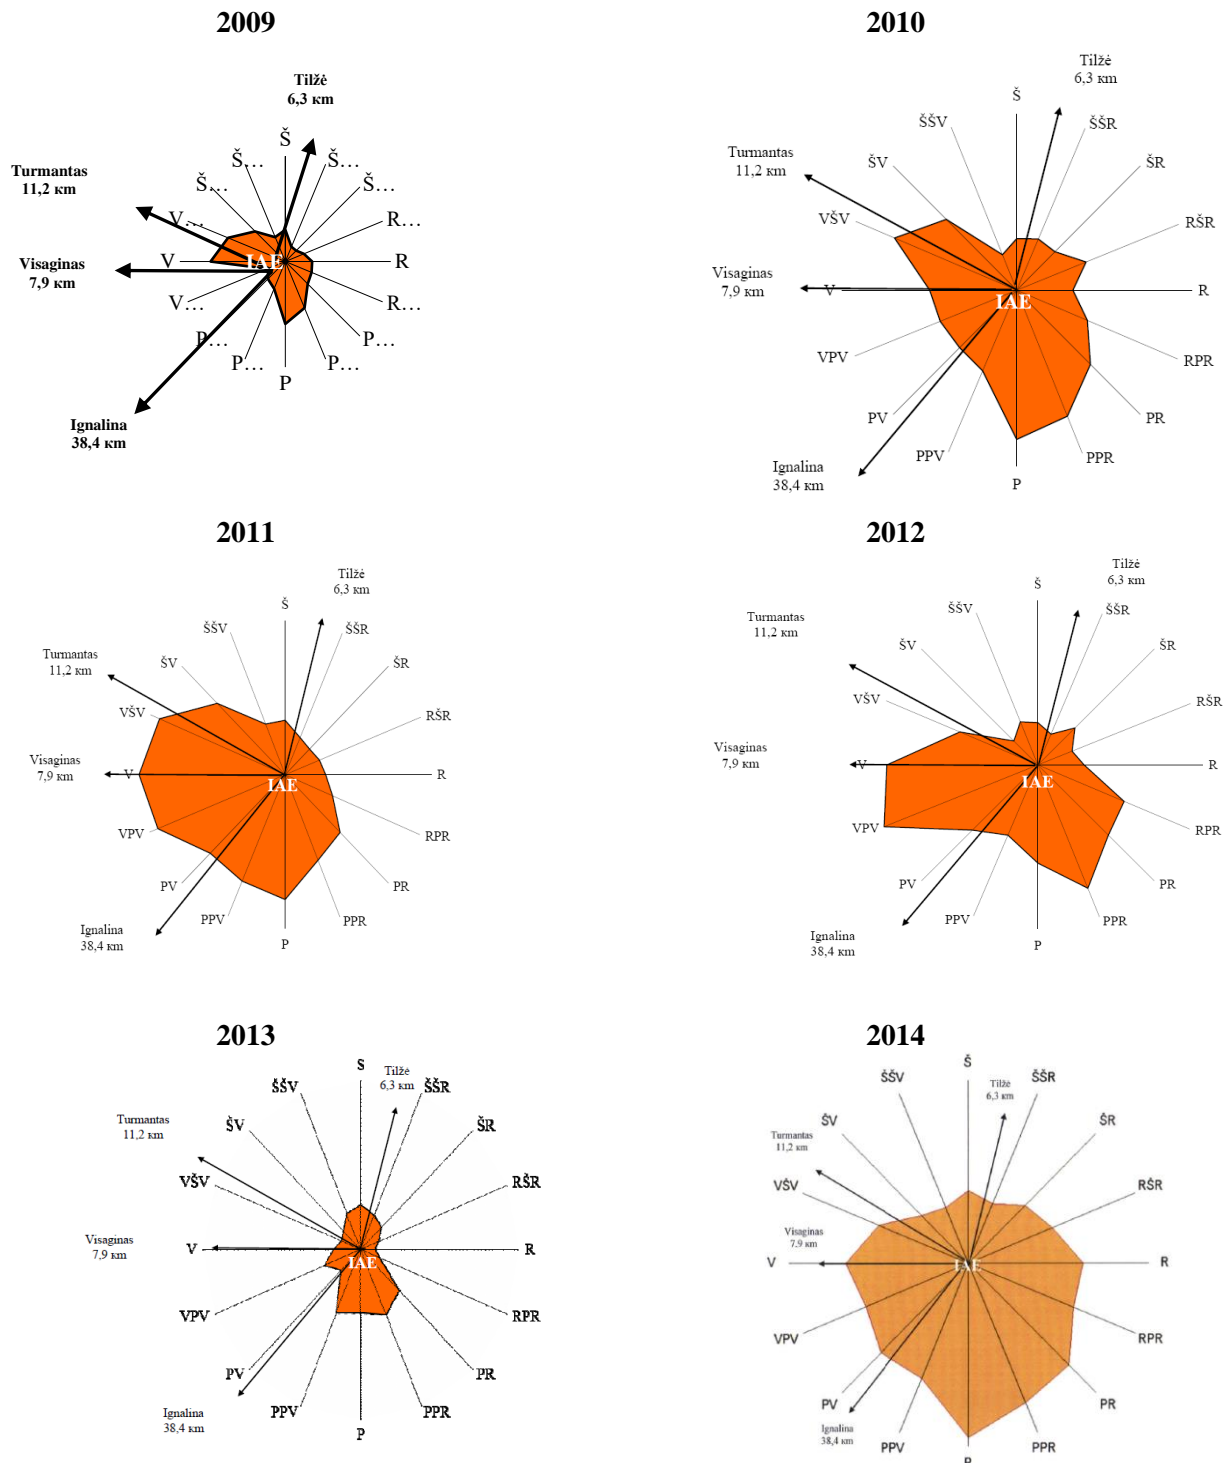 2009
Tilžė
6,3 км
Š
Š...
Š...
Š...
Š...
Turmantas
11,2 км
V...
R...
Visaginas
7,9 км
V
IAE
R
V...
R...
P...
P...
P...
P...
P
Ignalina
38,4 км
2010
Tilžė
6,3 км
Š
ŠŠV
ŠŠR
Turmantas
11,2 км
ŠV
ŠR
VŠV
RŠR
Visaginas
7,9 км
V
IAE
R
VPV
RPR
PV
PR
PPV
PPR
Ignalina
38,4 км
P
2011
Tilžė
6,3 км
Š
ŠŠV
ŠŠR
Turmantas
11,2 км
ŠV
ŠR
VŠV
RŠR
Visaginas
7,9 км
V
IAE
R
VPV
RPR
PV
PR
PPV
PPR
Ignalina
38,4 км
P
2012
Tilžė
6,3 км
Š
ŠŠV
ŠŠR
Turmantas
11,2 км
ŠV
ŠR
VŠV
RŠR
Visaginas
7,9 км
V
IAE
R
VPV
RPR
PV
PR
PPV
PPR
Ignalina
38,4 км
P
2013
S
Tilžė
6,3 км
ŠŠV
ŠŠR
Turmantas
11,2 км
ŠV
ŠR
VŠV
RŠR
Visaginas
7,9 км
V
IAE
R
VPV
RPR
PV
PR
PPV
PPR
Ignalina
38,4 км
P
2014
Š
Tilžė
6,3 км
ŠŠV
ŠŠR
Turmantas
11,2 км
ŠV
ŠR
VŠV
RŠR
Visaginas
7,9 км
V
IAE
R
VPV
RPR
PV
PR
Ignalina
38,4 км
PPV
PPR
P